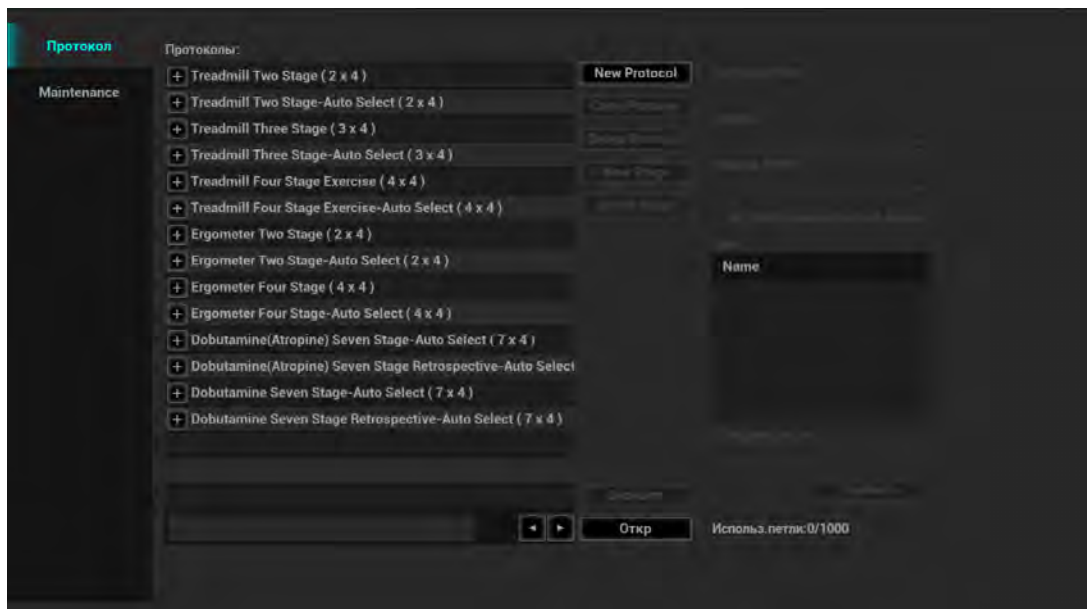 Протокол
Maintenance
Протоколы:
Treadmill Two Stage ( 2 x 4 )
Treadmill Two Stage-Auto Select ( 2 x 4 )
Treadmill Three Stage ( 3 x 4 )
Treadmill Three Stage-Auto Select ( 3 x 4 )
Treadmill Four Stage Exercise ( 4 x 4 )
Treadmill Four Stage Exercise-Auto Select ( 4 x 4 )
Ergometer Two Stage ( 2 x 4 )
Ergometer Two Stage-Auto Select ( 2 x 4 )
Ergometer Four Stage ( 4 x 4 )
Ergometer Four Stage-Auto Select ( 4 x 4 )
Dobutamine(Atropine) Seven Stage-Auto Select ( 7 x 4 )
Dobutamine(Atropine) Seven Stage Retrospective-Auto Select
Dobutamine Seven Stage-Auto Select ( 7 x 4 )
Dobutamine Seven Stage Retrospective-Auto Select ( 7 x 4 )
New Protocol
New Stage
Name
Откр
Использ.петлк:0/1000